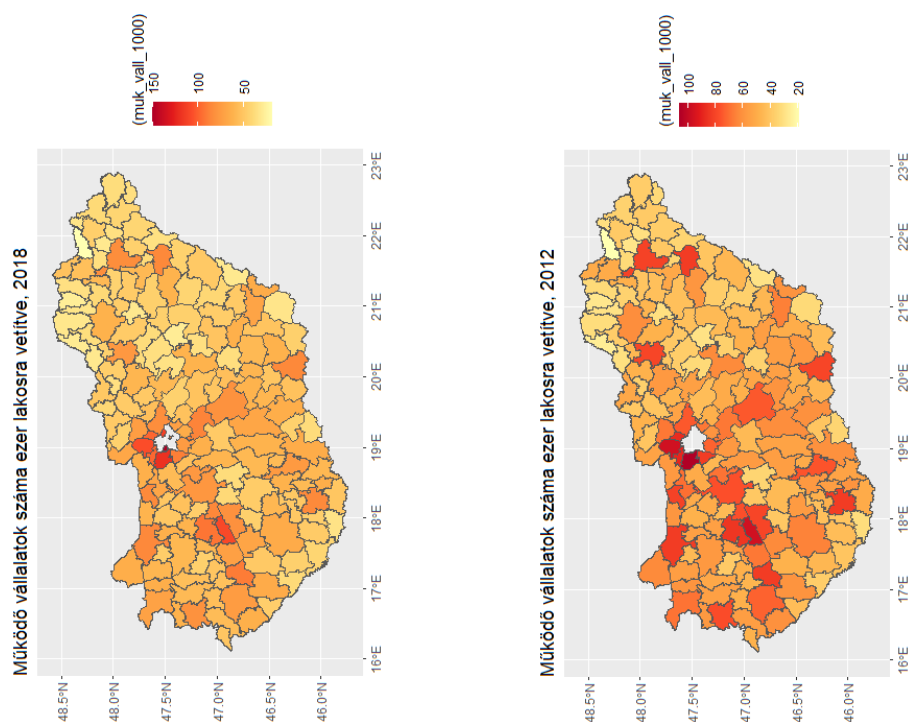 Működő vállalatok száma ezer lakosra vetítve, 2018
48.5°N
48.0°N
47.5°N
47.0°N
46.5°N
46.0°N
16°E
17°E
18°E
19°E
20°E
21°E
22°E
23°E
(muk_vall_1000)
150
100
50
Működő vállalatok száma ezer lakosra vetítve, 2012
48.5°N
48.0°N
47.5°N
47.0°N
46.5°N
46.0°N
16°E
17°E
18°E
19°E
20°E
21°E
22°E
23°E
(muk_vall_1000)
100
80
60
40
20